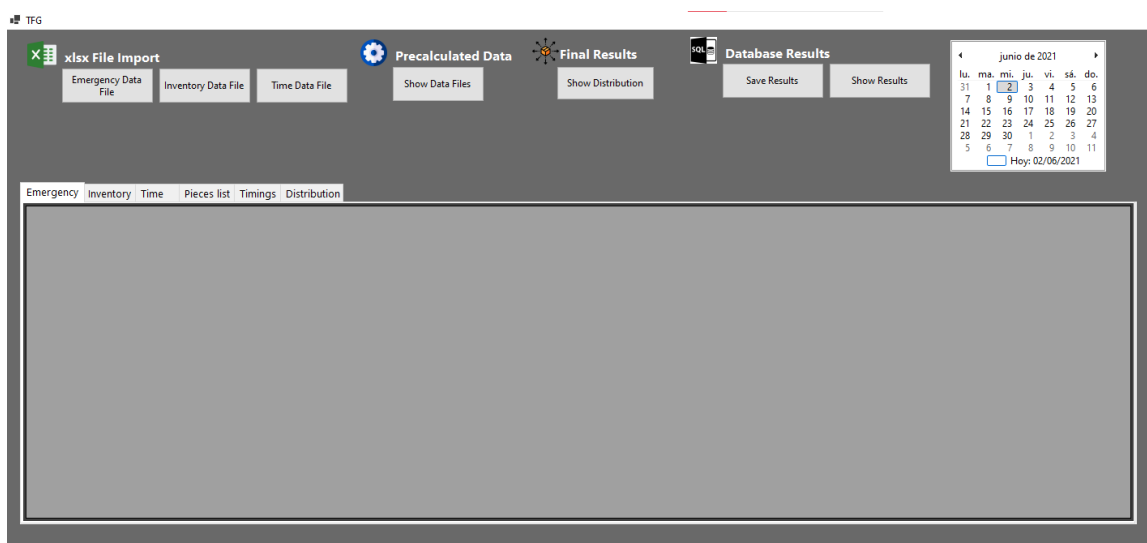 TFG
xlsx File Import
Emergency Data
File
Inventory Data File
Time Data File
Precalculated Data
Show Data Files
Final Results
Show Distribution
SQL
Database Results
Save Results
Show Results
junio de 2021
lu. ma. mi. ju. vi. sá. do.
31 1 2 3 4 5 6
7 8 9 10 11 12 13
14 15 16 17 18 19 20
21 22 23 24 25 26 27
28 29 30 1 2 3 4
5 6 7 8 9 10 11
Hoy: 02/06/2021
Emergency Inventory Time Pieces list Timings Distribution